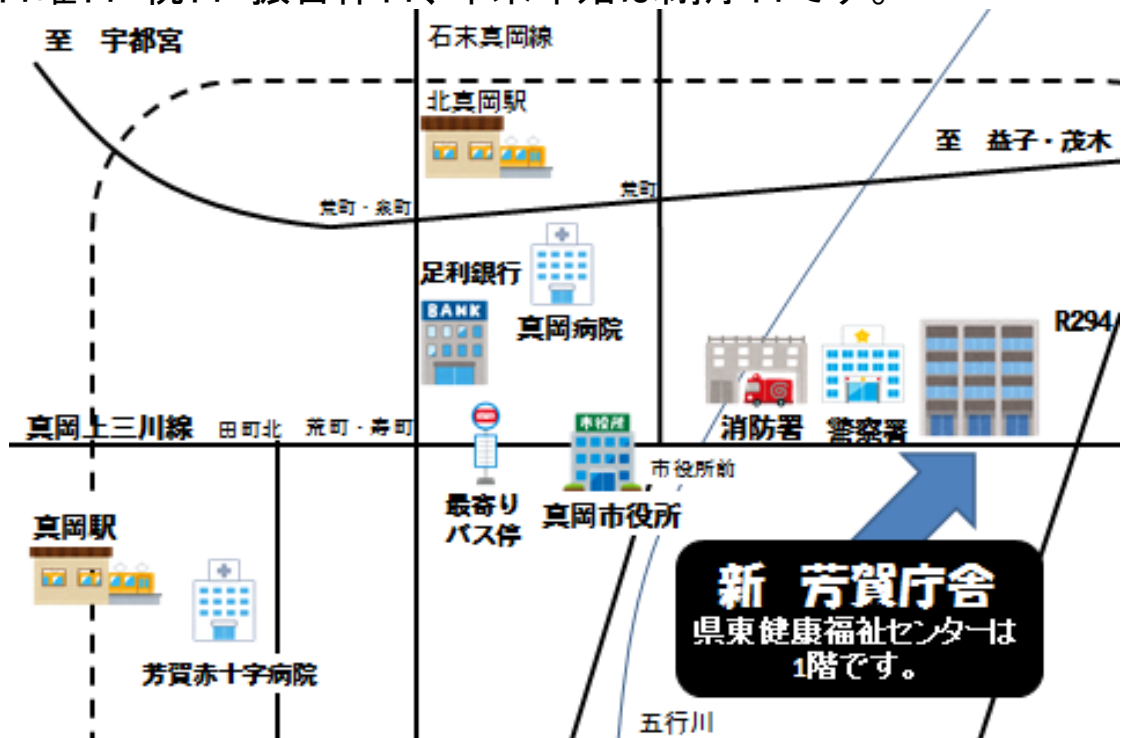 至　宇都宮
石末真岡線
北真岡駅
至　益子・茂木
荒町・泉町
荒町
足利銀行
BANK
真岡病院
R294
真岡上三川線
田町北
荒町・寿町
市役所
消防署
警察署
市役所前
最寄り
バス停
真岡市役所
真岡駅
新　芳賀庁舎
県東健康福祉センターは
1階です。
芳賀赤十字病院
五行川